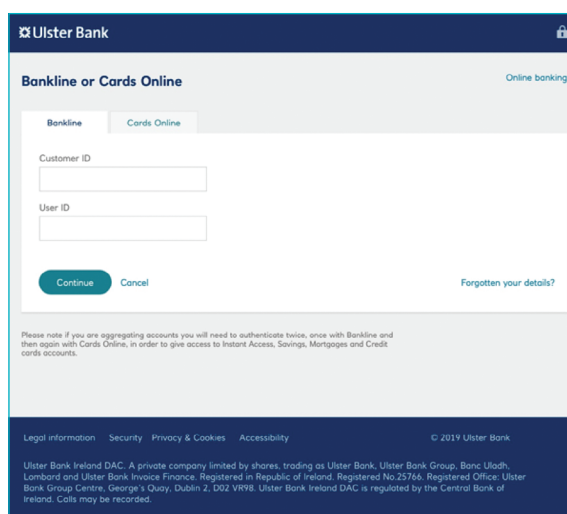 Ulster Bank
Bankline or Cards Online
Online banking
Bankline
Cards Online
Customer ID
User ID
Continue
Cancel
Forgotten your details?
Please note if you are aggregating accounts you will need to authenticate twice, once with Bankline and
then again with Cards Online, in order to give access to Instant Access, Savings, Mortgages and Credit
cards accounts.
Legal information Security Privacy & Cookies Accessibility © 2019 Ulster Bank
Ulster Bank Ireland DAC. A private company limited by shares, trading as Ulster Bank, Ulster Bank Group, Banc Uladh,
Lombard and Ulster Bank Invoice Finance. Registered in Republic of Ireland. Registered No.25766. Registered Office: Ulster
Bank Group Centre, George's Quay, Dublin 2, D02 VR98. Ulster Bank Ireland DAC is regulated by the Central Bank of
Ireland. Calls may be recorded.